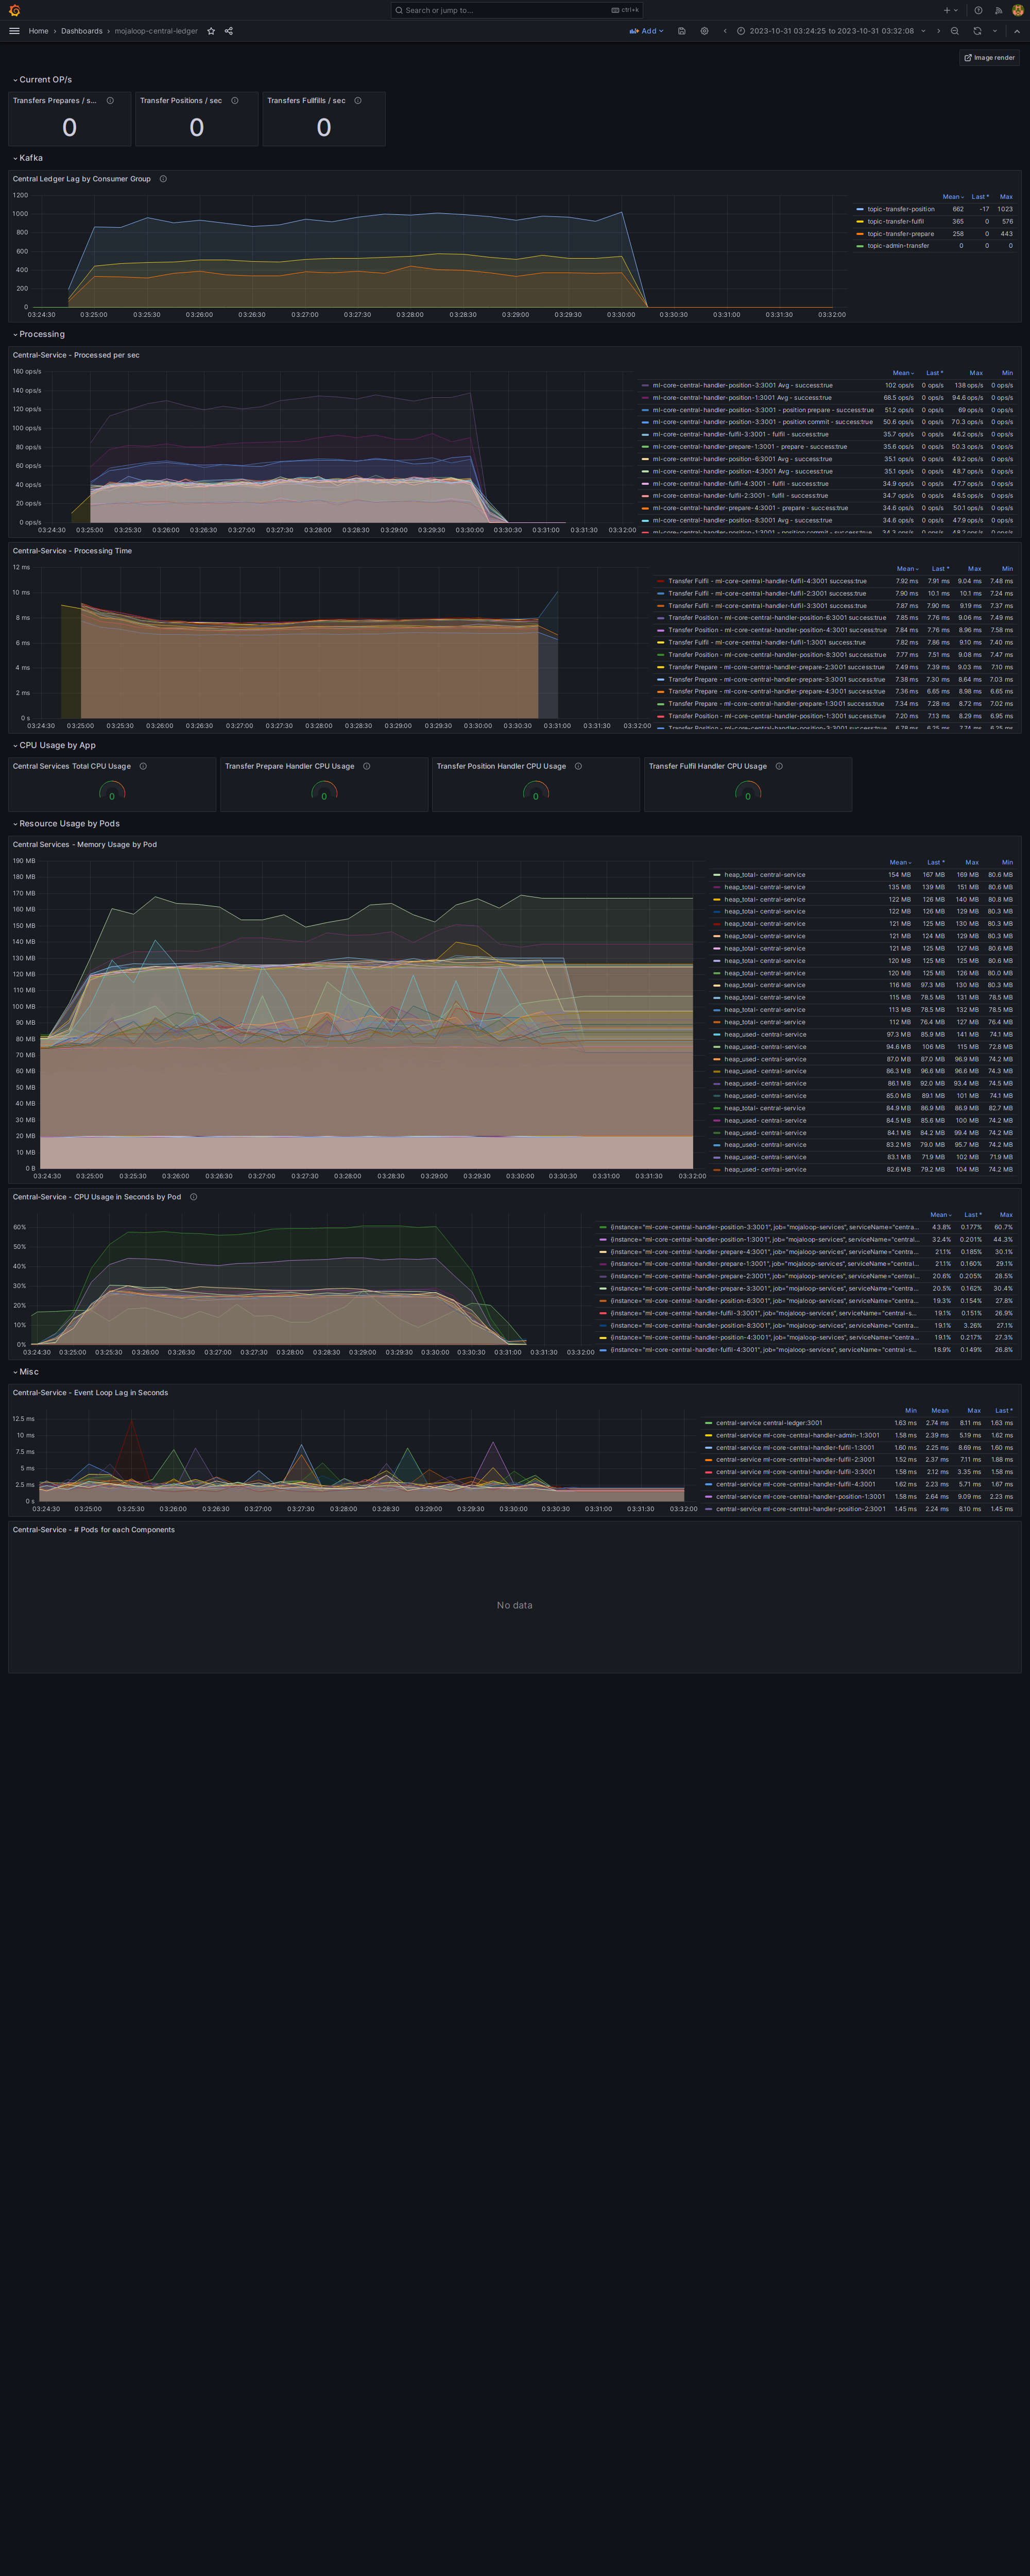 Search or jump to...
ctrl+k
Home › Dashboards › mojaloop-central-ledger
Add
2023-10-31 03:24:25 to 2023-10-31 03:32:08
Image render
Current OP/s
Transfers Prepares / s...
0
Transfer Positions / sec
0
Transfers Fullfills / sec
0
Kafka
Central Ledger Lag by Consumer Group
1200
1000
800
600
400
200
0
03:24:30 03:25:00 03:25:30 03:26:00 03:26:30 03:27:00 03:27:30 03:28:00 03:28:30 03:29:00 03:29:30 03:30:00 03:30:30 03:31:00 03:31:30 03:32:00
Mean Last * Max
topic-transfer-position 662 -17 1023
topic-transfer-fulfil 365 0 576
topic-transfer-prepare 258 0 443
topic-admin-transfer 0 0 0
Processing
Central-Service - Processed per sec
160 ops/s
140 ops/s
120 ops/s
100 ops/s
80 ops/s
60 ops/s
40 ops/s
20 ops/s
0 ops/s
03:24:30 03:25:00 03:25:30 03:26:00 03:26:30 03:27:00 03:27:30 03:28:00 03:28:30 03:29:00 03:29:30 03:30:00 03:30:30 03:31:00 03:31:30 03:32:00
Mean Last * Max Min
ml-core-central-handler-position-3:3001 Avg - success:true 102 ops/s 0 ops/s 138 ops/s 0 ops/s
ml-core-central-handler-position-1:3001 Avg - success:true 68.5 ops/s 0 ops/s 94.6 ops/s 0 ops/s
ml-core-central-handler-position-3:3001 - position prepare - success:true 51.2 ops/s 0 ops/s 69 ops/s 0 ops/s
ml-core-central-handler-position-3:3001 - position commit - success:true 50.6 ops/s 0 ops/s 70.3 ops/s 0 ops/s
ml-core-central-handler-fulfil-3:3001 - fulfil - success:true 35.7 ops/s 0 ops/s 46.2 ops/s 0 ops/s
ml-core-central-handler-prepare-1:3001 - prepare - success:true 35.6 ops/s 0 ops/s 50.3 ops/s 0 ops/s
ml-core-central-handler-position-6:3001 Avg - success:true 35.1 ops/s 0 ops/s 49.2 ops/s 0 ops/s
ml-core-central-handler-position-4:3001 Avg - success:true 35.1 ops/s 0 ops/s 48.7 ops/s 0 ops/s
ml-core-central-handler-fulfil-4:3001 - fulfil - success:true 34.9 ops/s 0 ops/s 47.7 ops/s 0 ops/s
ml-core-central-handler-fulfil-2:3001 - fulfil - success:true 34.7 ops/s 0 ops/s 48.5 ops/s 0 ops/s
ml-core-central-handler-prepare-4:3001 - prepare - success:true 34.6 ops/s 0 ops/s 50.1 ops/s 0 ops/s
ml-core-central-handler-position-8:3001 Avg - success:true 34.6 ops/s 0 ops/s 47.9 ops/s 0 ops/s
ml-core-central-handler-position-1:3001 - position commit - success:true 34.3 ops/s 0 ops/s 48.2 ops/s 0 ops/s
Central-Service - Processing Time
12 ms
10 ms
8 ms
6 ms
4 ms
2 ms
0 s
03:24:30 03:25:00 03:25:30 03:26:00 03:26:30 03:27:00 03:27:30 03:28:00 03:28:30 03:29:00 03:29:30 03:30:00 03:30:30 03:31:00 03:31:30 03:32:00
Mean Last * Max Min
Transfer Fulfil - ml-core-central-handler-fulfil-4:3001 success:true 7.92 ms 7.91 ms 9.04 ms 7.48 ms
Transfer Fulfil - ml-core-central-handler-fulfil-2:3001 success:true 7.90 ms 10.1 ms 10.1 ms 7.24 ms
Transfer Fulfil - ml-core-central-handler-fulfil-3:3001 success:true 7.87 ms 7.90 ms 9.19 ms 7.37 ms
Transfer Position - ml-core-central-handler-position-6:3001 success:true 7.85 ms 7.76 ms 9.06 ms 7.49 ms
Transfer Position - ml-core-central-handler-position-4:3001 success:true 7.84 ms 7.76 ms 8.96 ms 7.58 ms
Transfer Fulfil - ml-core-central-handler-fulfil-1:3001 success:true 7.82 ms 7.86 ms 9.10 ms 7.40 ms
Transfer Position - ml-core-central-handler-position-8:3001 success:true 7.77 ms 7.51 ms 9.08 ms 7.47 ms
Transfer Prepare - ml-core-central-handler-prepare-2:3001 success:true 7.49 ms 7.39 ms 9.03 ms 7.10 ms
Transfer Prepare - ml-core-central-handler-prepare-3:3001 success:true 7.38 ms 7.30 ms 8.64 ms 7.03 ms
Transfer Prepare - ml-core-central-handler-prepare-4:3001 success:true 7.36 ms 6.65 ms 8.98 ms 6.65 ms
Transfer Prepare - ml-core-central-handler-prepare-1:3001 success:true 7.34 ms 7.28 ms 8.72 ms 7.02 ms
Transfer Position - ml-core-central-handler-position-1:3001 success:true 7.20 ms 7.13 ms 8.29 ms 6.95 ms
Transfer Position - ml-core-central-handler-position-3:3001 success:true 6.78 ms 6.25 ms 7.74 ms 6.25 ms
CPU Usage by App
Central Services Total CPU Usage
0
Transfer Prepare Handler CPU Usage
0
Transfer Position Handler CPU Usage
0
Transfer Fulfil Handler CPU Usage
0
Resource Usage by Pods
Central Services - Memory Usage by Pod
190 MB
180 MB
170 MB
160 MB
150 MB
140 MB
130 MB
120 MB
110 MB
100 MB
90 MB
80 MB
70 MB
60 MB
50 MB
40 MB
30 MB
20 MB
10 MB
0 B
03:24:30 03:25:00 03:25:30 03:26:00 03:26:30 03:27:00 03:27:30 03:28:00 03:28:30 03:29:00 03:29:30 03:30:00 03:30:30 03:31:00 03:31:30 03:32:00
Mean Last * Max Min
heap_total- central-service 154 MB 167 MB 169 MB 80.6 MB
heap_total- central-service 135 MB 139 MB 151 MB 80.6 MB
heap_total- central-service 122 MB 126 MB 140 MB 80.8 MB
heap_total- central-service 122 MB 126 MB 129 MB 80.3 MB
heap_total- central-service 121 MB 125 MB 130 MB 80.3 MB
heap_total- central-service 121 MB 124 MB 129 MB 80.3 MB
heap_total- central-service 121 MB 125 MB 127 MB 80.6 MB
heap_total- central-service 120 MB 125 MB 125 MB 80.6 MB
heap_total- central-service 120 MB 125 MB 126 MB 80.0 MB
heap_total- central-service 116 MB 97.3 MB 130 MB 80.3 MB
heap_total- central-service 115 MB 78.5 MB 131 MB 78.5 MB
heap_total- central-service 113 MB 78.5 MB 132 MB 78.5 MB
heap_total- central-service 112 MB 76.4 MB 127 MB 76.4 MB
heap_used- central-service 97.3 MB 85.9 MB 141 MB 74.1 MB
heap_used- central-service 94.6 MB 106 MB 115 MB 72.8 MB
heap_used- central-service 87.0 MB 87.0 MB 96.9 MB 74.2 MB
heap_used- central-service 86.3 MB 96.6 MB 96.6 MB 74.3 MB
heap_used- central-service 86.1 MB 92.0 MB 93.4 MB 74.5 MB
heap_used- central-service 85.0 MB 89.1 MB 101 MB 74.1 MB
heap_total- central-service 84.9 MB 86.9 MB 86.9 MB 82.7 MB
heap_used- central-service 84.5 MB 85.6 MB 100 MB 74.2 MB
heap_used- central-service 84.1 MB 84.2 MB 99.4 MB 74.2 MB
heap_used- central-service 83.2 MB 79.0 MB 95.7 MB 74.2 MB
heap_used- central-service 83.1 MB 71.9 MB 102 MB 71.9 MB
heap_used- central-service 82.6 MB 79.2 MB 104 MB 74.2 MB
Central-Service - CPU Usage in Seconds by Pod
60%
50%
40%
30%
20%
10%
0%
03:24:30 03:25:00 03:25:30 03:26:00 03:26:30 03:27:00 03:27:30 03:28:00 03:28:30 03:29:00 03:29:30 03:30:00 03:30:30 03:31:00 03:31:30 03:32:00
Mean Last * Max
{instance="ml-core-central-handler-position-3:3001", job="mojaloop-services", serviceName="centra... 43.8% 0.177% 60.7%
{instance="ml-core-central-handler-position-1:3001", job="mojaloop-services", serviceName="central... 32.4% 0.201% 44.3%
{instance="ml-core-central-handler-prepare-4:3001", job="mojaloop-services", serviceName="centra... 21.1% 0.185% 30.1%
{instance="ml-core-central-handler-prepare-1:3001", job="mojaloop-services", serviceName="central... 21.1% 0.160% 29.1%
{instance="ml-core-central-handler-prepare-2:3001", job="mojaloop-services", serviceName="central... 20.6% 0.205% 28.5%
{instance="ml-core-central-handler-prepare-3:3001", job="mojaloop-services", serviceName="centra... 20.5% 0.162% 30.4%
{instance="ml-core-central-handler-position-6:3001", job="mojaloop-services", serviceName="centra... 19.3% 0.154% 27.8%
{instance="ml-core-central-handler-fulfil-3:3001", job="mojaloop-services", serviceName="central-s... 19.1% 0.151% 26.9%
{instance="ml-core-central-handler-position-8:3001", job="mojaloop-services", serviceName="centra... 19.1% 3.26% 27.1%
{instance="ml-core-central-handler-position-4:3001", job="mojaloop-services", serviceName="centra... 19.1% 0.217% 27.3%
{instance="ml-core-central-handler-fulfil-4:3001", job="mojaloop-services", serviceName="central-s... 18.9% 0.149% 26.8%
Misc
Central-Service - Event Loop Lag in Seconds
12.5 ms
10 ms
7.5 ms
5 ms
2.5 ms
0 s
03:24:30 03:25:00 03:25:30 03:26:00 03:26:30 03:27:00 03:27:30 03:28:00 03:28:30 03:29:00 03:29:30 03:30:00 03:30:30 03:31:00 03:31:30 03:32:00
Min Mean Max Last *
central-service central-ledger:3001 1.63 ms 2.74 ms 8.11 ms 1.63 ms
central-service ml-core-central-handler-admin-1:3001 1.58 ms 2.39 ms 5.19 ms 1.62 ms
central-service ml-core-central-handler-fulfil-1:3001 1.60 ms 2.25 ms 8.69 ms 1.60 ms
central-service ml-core-central-handler-fulfil-2:3001 1.52 ms 2.37 ms 7.11 ms 1.88 ms
central-service ml-core-central-handler-fulfil-3:3001 1.58 ms 2.12 ms 3.35 ms 1.58 ms
central-service ml-core-central-handler-fulfil-4:3001 1.62 ms 2.23 ms 5.71 ms 1.67 ms
central-service ml-core-central-handler-position-1:3001 1.58 ms 2.64 ms 9.09 ms 2.23 ms
central-service ml-core-central-handler-position-2:3001 1.45 ms 2.24 ms 8.10 ms 1.45 ms
Central-Service - # Pods for each Components
No data